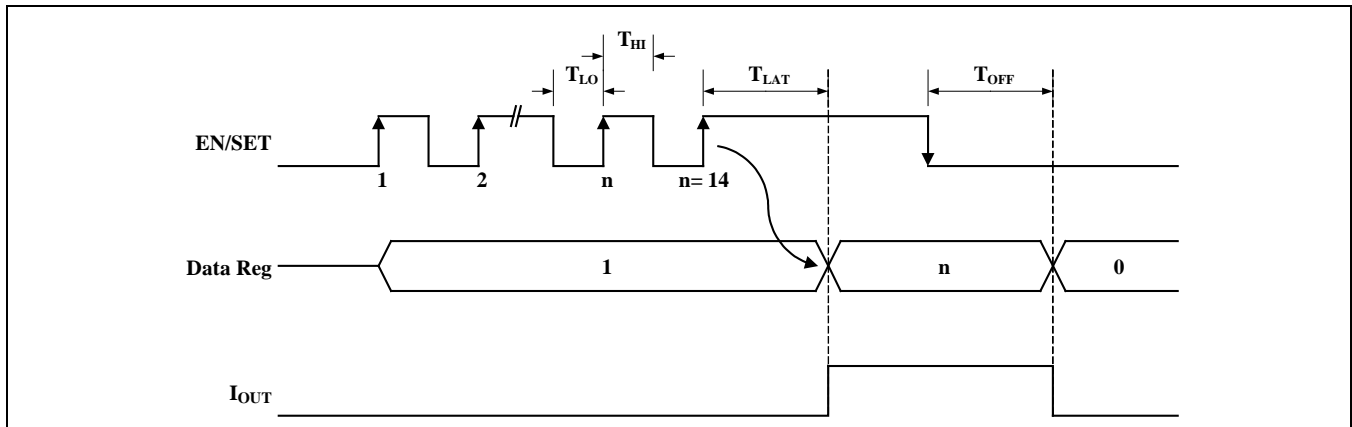 T_HI
T_LO
T_LAT
T_OFF
EN/SET
1 2 n n= 14
Data Reg
1 n 0
I_OUT